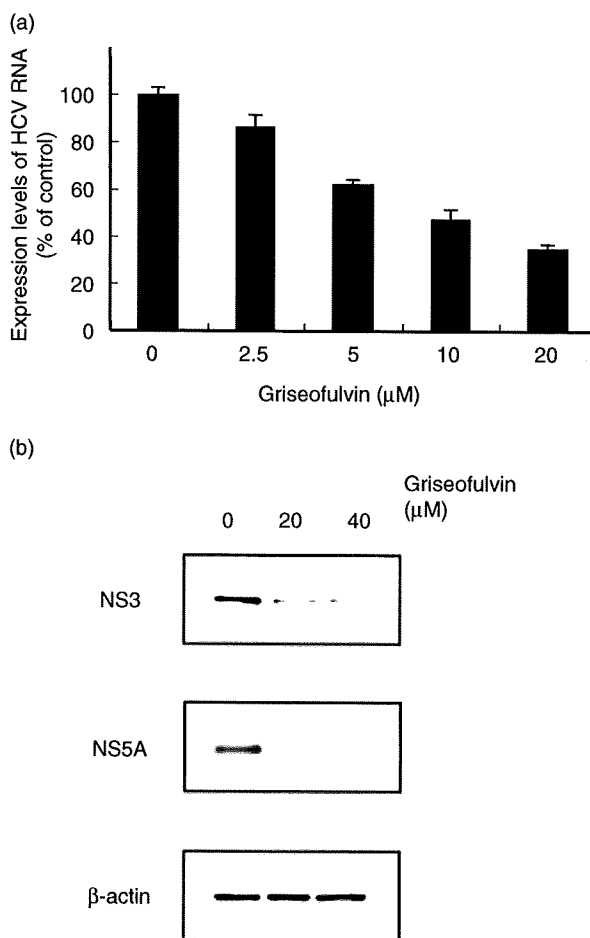 (a)
Expression levels of HCV RNA
(% of control)
100
80
60
40
20
0
0 2.5 5 10 20
Griseofulvin (μM)
(b)
Griseofulvin
(μM)
0 20 40
NS3
NS5A
β-actin